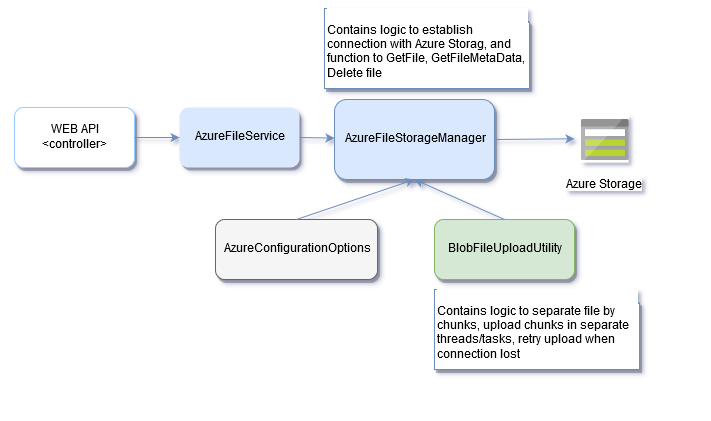 Contains logic to establish
connection with Azure Storag, and
function to GetFile, GetFileMetaData,
Delete file
WEB API
<controller>
AzureFileService
AzureFileStorageManager
Azure Storage
AzureConfigurationOptions
BlobFileUploadUtility
Contains logic to separate file by
chunks, upload chunks in separate
threads/tasks, retry upload when
connection lost